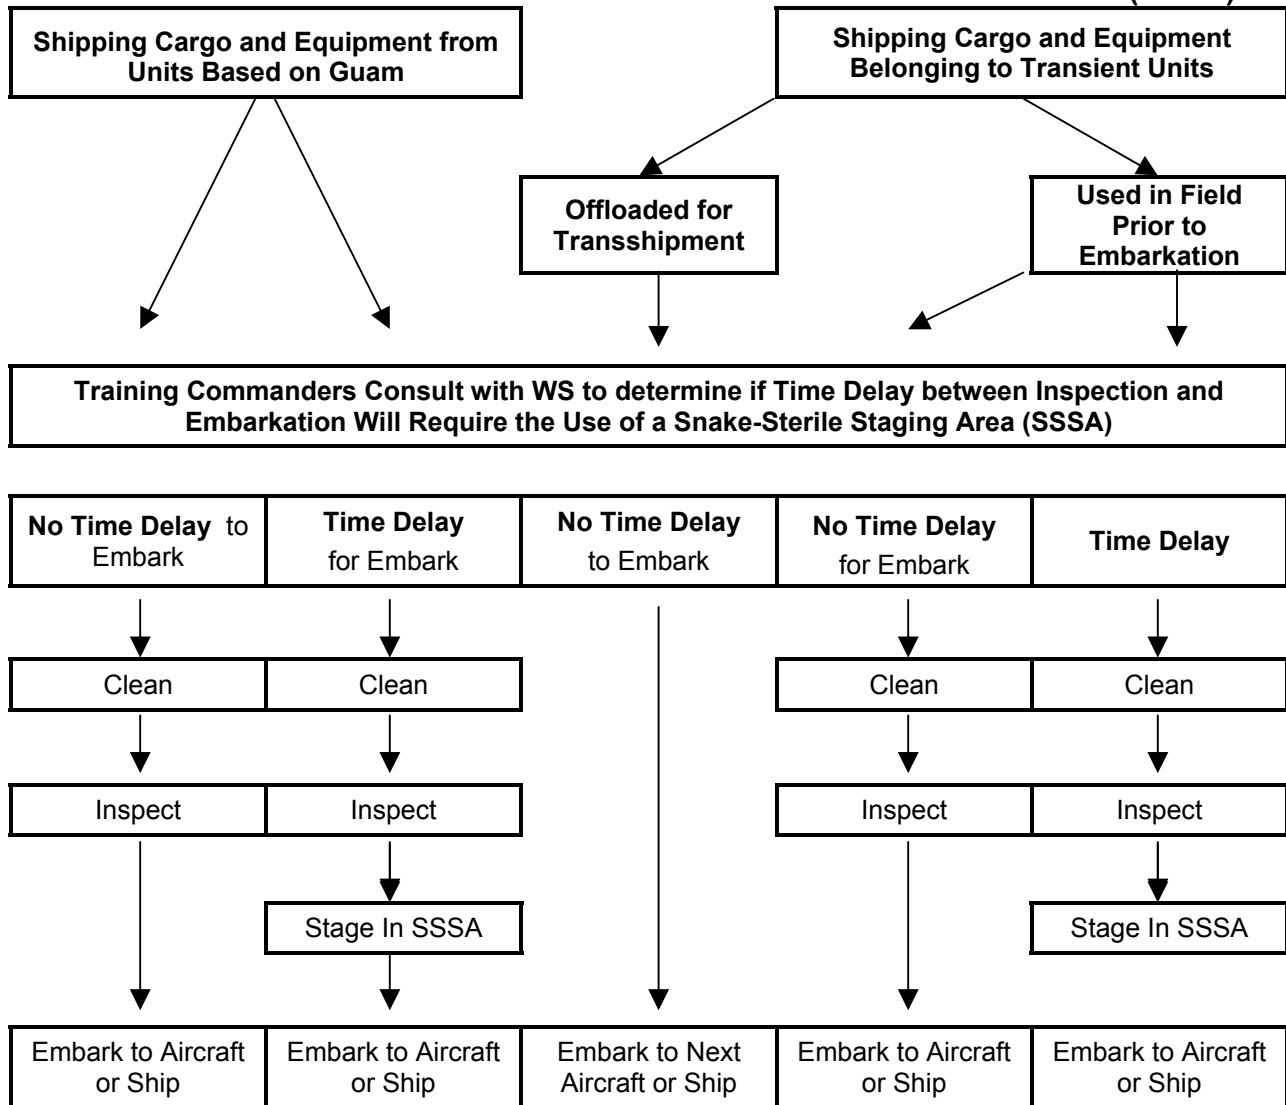 Shipping Cargo and Equipment from
Units Based on Guam
Shipping Cargo and Equipment
Belonging to Transient Units
Offloaded for
Transshipment
Used in Field
Prior to
Embarkation
Training Commanders Consult with WS to determine if Time Delay between Inspection and
Embarkation Will Require the Use of a Snake-Sterile Staging Area (SSSA)
No Time Delay to
Embark
Time Delay
for Embark
No Time Delay
to Embark
No Time Delay
for Embark
Time Delay
Clean
Clean
Clean
Clean
Inspect
Inspect
Inspect
Inspect
Stage In SSSA
Stage In SSSA
Embark to Aircraft
or Ship
Embark to Aircraft
or Ship
Embark to Next
Aircraft or Ship
Embark to Aircraft
or Ship
Embark to Aircraft
or Ship